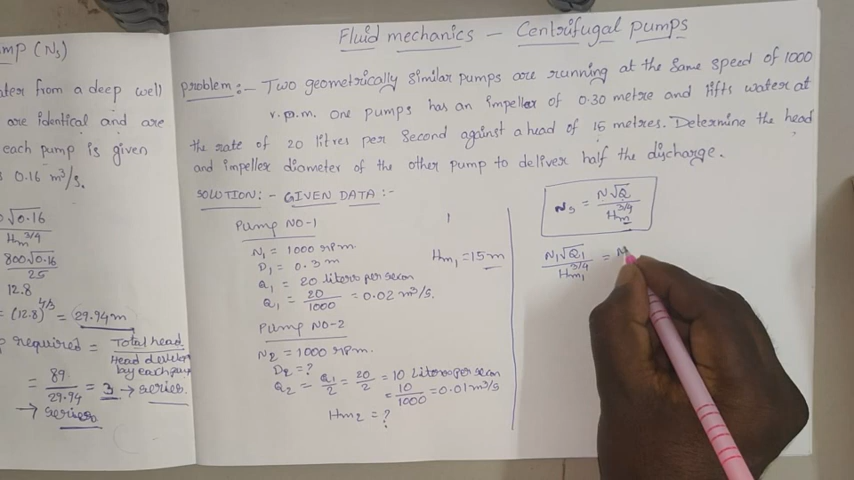 mp (Ns)
ater from a deep well
are identical and are
each pump is given
0.16 m³/s.
√0.16
Hm^3/4
800√0.16
25
12.8
= (12.8)^4/3 = 29.94 m
required = Total head
Head develop
by each pump
= 89 / 29.94 = 3 → series.
→ series
Fluid mechanics - Centrifugal pumps
problem:- Two geometrically similar pumps are running at the same speed of 1000
r.p.m. one pumps has an impeller of 0.30 metre and lifts water at
the rate of 20 litres per second against a head of 15 metres. Determine the head
and impeller diameter of the other pump to deliver half the discharge.
SOLUTION:- GIVEN DATA:-
Pump NO-1
N1 = 1000 rpm.
D1 = 0.3 m
Hm1 = 15 m
Q1 = 20 liters per secon
Q1 = 20/1000 = 0.02 m³/s.
Pump NO-2
N2 = 1000 rpm.
D2 = ?
Q2 = Q1/2 = 20/2 = 10 Liters per secon
= 10/1000 = 0.01 m³/s
Hm2 = ?
Ns = N√Q / Hm^3/4
N1√Q1 / Hm1^3/4 = N